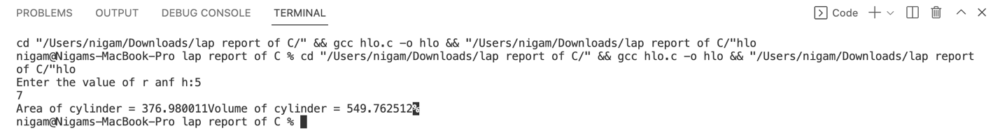 PROBLEMS OUTPUT DEBUG CONSOLE TERMINAL Code
cd "/Users/nigam/Downloads/lap report of C/" && gcc hlo.c -o hlo && "/Users/nigam/Downloads/lap report of C/"hlo
nigam@Nigams-MacBook-Pro lap report of C % cd "/Users/nigam/Downloads/lap report of C/" && gcc hlo.c -o hlo && "/Users/nigam/Downloads/lap report
of C/"hlo
Enter the value of r anf h:5
7
Area of cylinder = 376.980011Volume of cylinder = 549.762512%
nigam@Nigams-MacBook-Pro lap report of C %